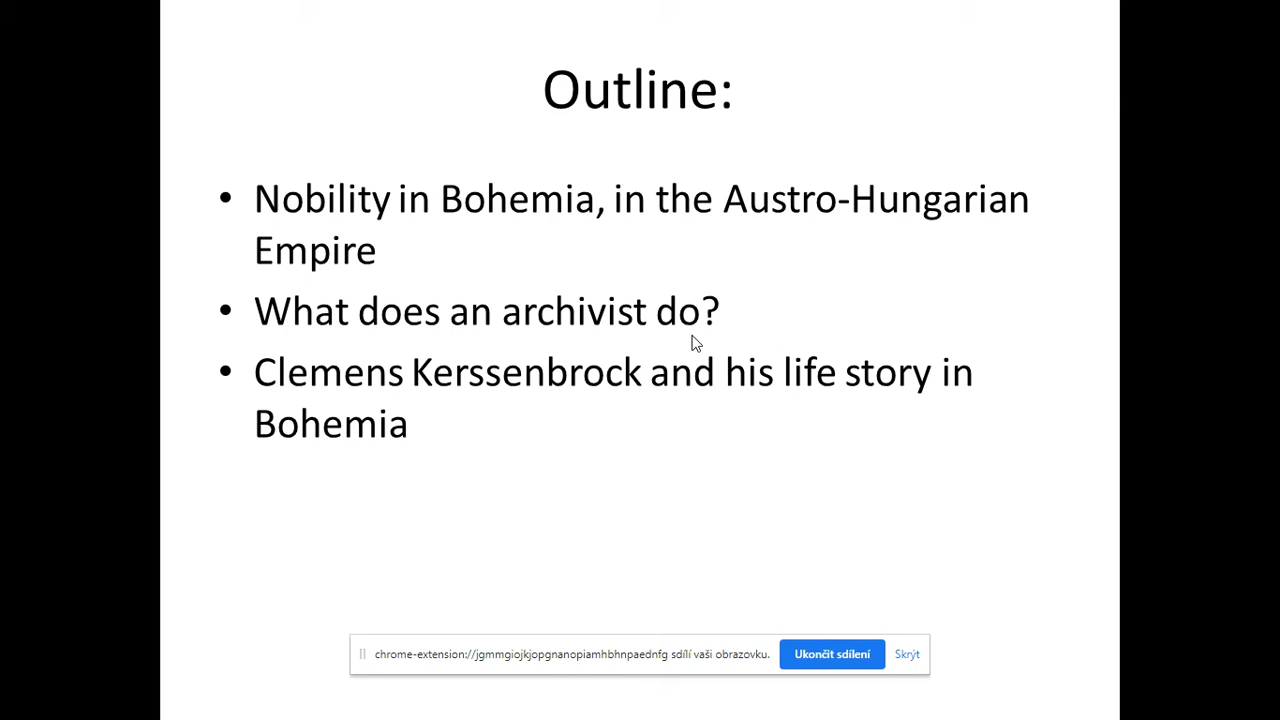 Outline:
• Nobility in Bohemia, in the Austro-Hungarian
Empire
• What does an archivist do?
• Clemens Kerssenbrock and his life story in
Bohemia
chrome-extension://jgmmgiojkjopgnanopiamhbhnpaednfg sdílí vaši obrazovku. Ukončit sdílení Skrýt